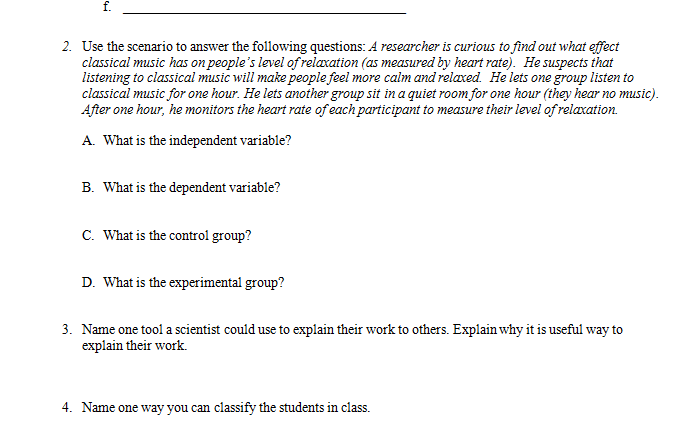 f. ____________________
2. Use the scenario to answer the following questions: A researcher is curious to find out what effect
classical music has on people's level of relaxation (as measured by heart rate). He suspects that
listening to classical music will make people feel more calm and relaxed. He lets one group listen to
classical music for one hour. He lets another group sit in a quiet room for one hour (they hear no music).
After one hour, he monitors the heart rate of each participant to measure their level of relaxation.
A. What is the independent variable?
B. What is the dependent variable?
C. What is the control group?
D. What is the experimental group?
3. Name one tool a scientist could use to explain their work to others. Explain why it is useful way to
explain their work.
4. Name one way you can classify the students in class.